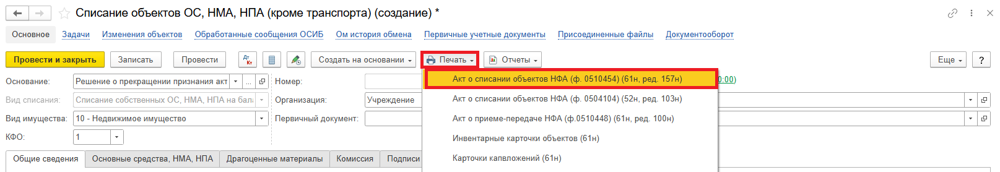 Списание объектов ОС, НМА, НПА (кроме транспорта) (создание) *
Основное Задачи Изменения объектов Обработанные сообщения ОСИБ Ом история обмена Первичные учетные документы Присоединенные файлы Документооборот
Провести и закрыть Записать Провести Дт Кт Создать на основании Печать Отчеты Еще ?
Основание: Решение о прекращении признания акт ... Номер: Акт о списании объектов НФА (ф. 0510454) (61н, ред. 157н) 0:00)
Вид списания: Списание собственных ОС, НМА, НПА на бала Организация: Учреждение Акт о списании объектов НФА (ф. 0504104) (52н, ред. 103н)
Вид имущества: 10 - Недвижимое имущество Первичный документ: Акт о приеме-передаче НФА (ф.0510448) (61н, ред. 100н)
КФО: 1 Инвентарные карточки объектов (61н)
Общие сведения Основные средства, НМА, НПА Драгоценные материалы Комиссия Подписи Карточки капвложений (61н)